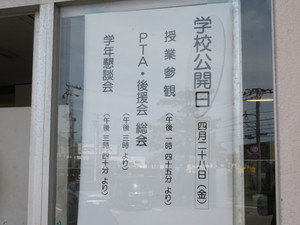 学校公開日 四月二十八日(金)
授業参観 (午後 一時 四十五分 より)
PTA・後援会 総会
(午後 三時 より)
学年懇談会
(午後 三時 四十分 より)